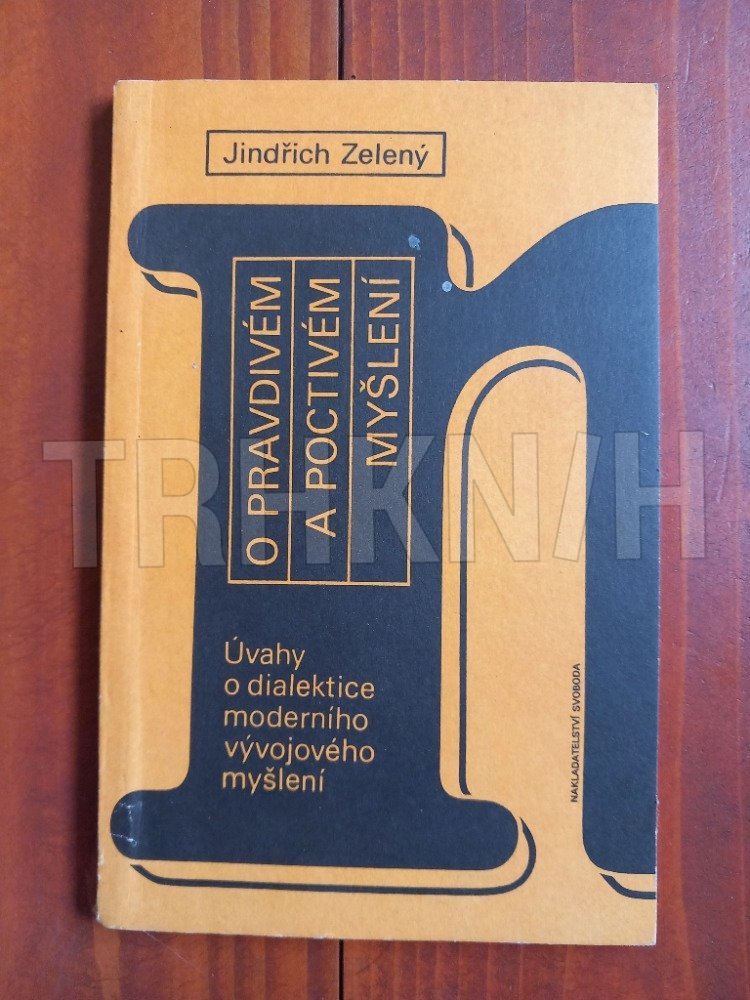 Jindřich Zelený
O PRAVDIVÉM
A POCTIVÉM
MYŠLENÍ
Úvahy
o dialektice
moderního
vývojového
myšlení
NAKLADATELSTVÍ SVOBODA
TRHKNIH